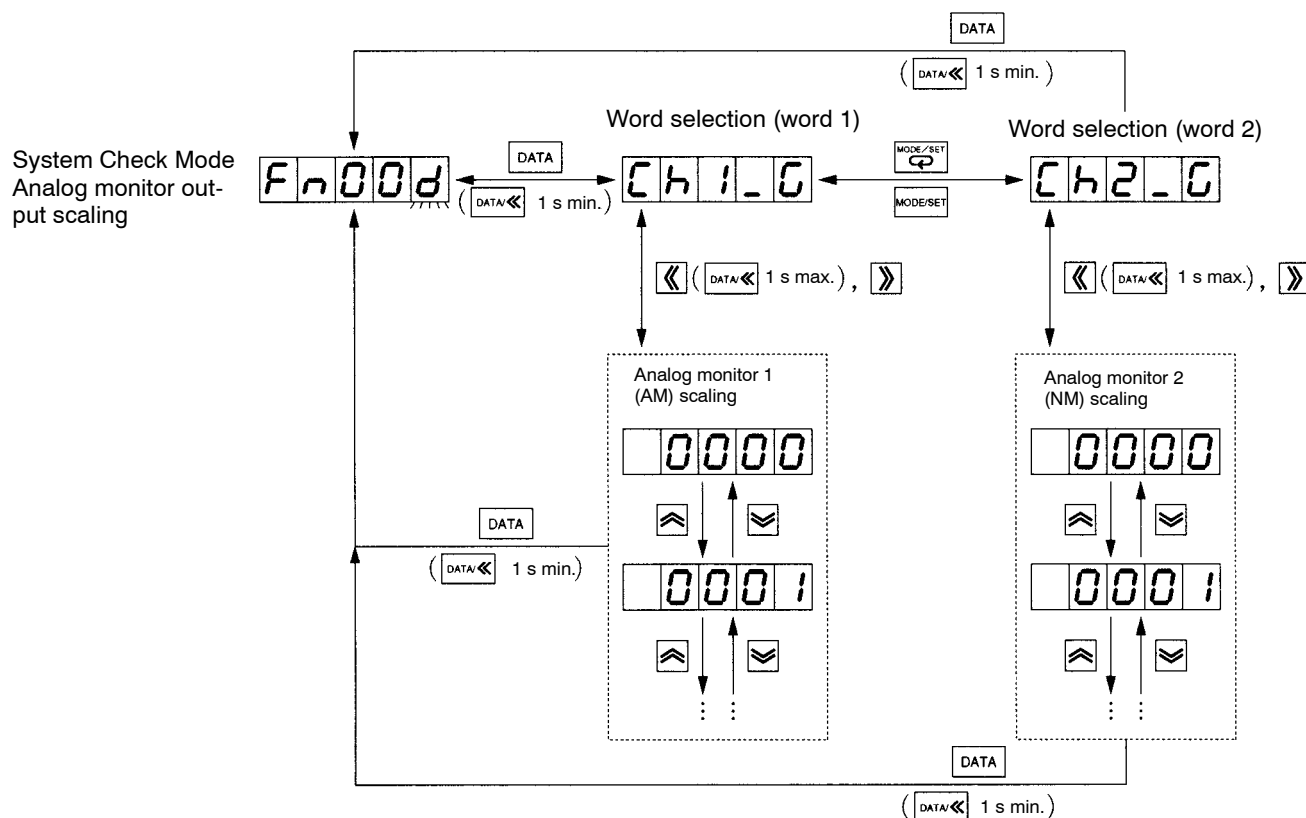 DATA
(DATA/≪ 1 s min.)
Word selection (word 1)
Word selection (word 2)
System Check Mode
Analog monitor out-
put scaling
Fn00d
DATA
(DATA/≪ 1 s min.)
Ch1_G
MODE/SET
MODE/SET
Ch2_G
≪ (DATA/≪ 1 s max.), ≫
≪ (DATA/≪ 1 s max.), ≫
Analog monitor 1
(AM) scaling
0000
0001
⋮ ⋮
Analog monitor 2
(NM) scaling
0000
0001
⋮ ⋮
DATA
(DATA/≪ 1 s min.)
DATA
(DATA/≪ 1 s min.)